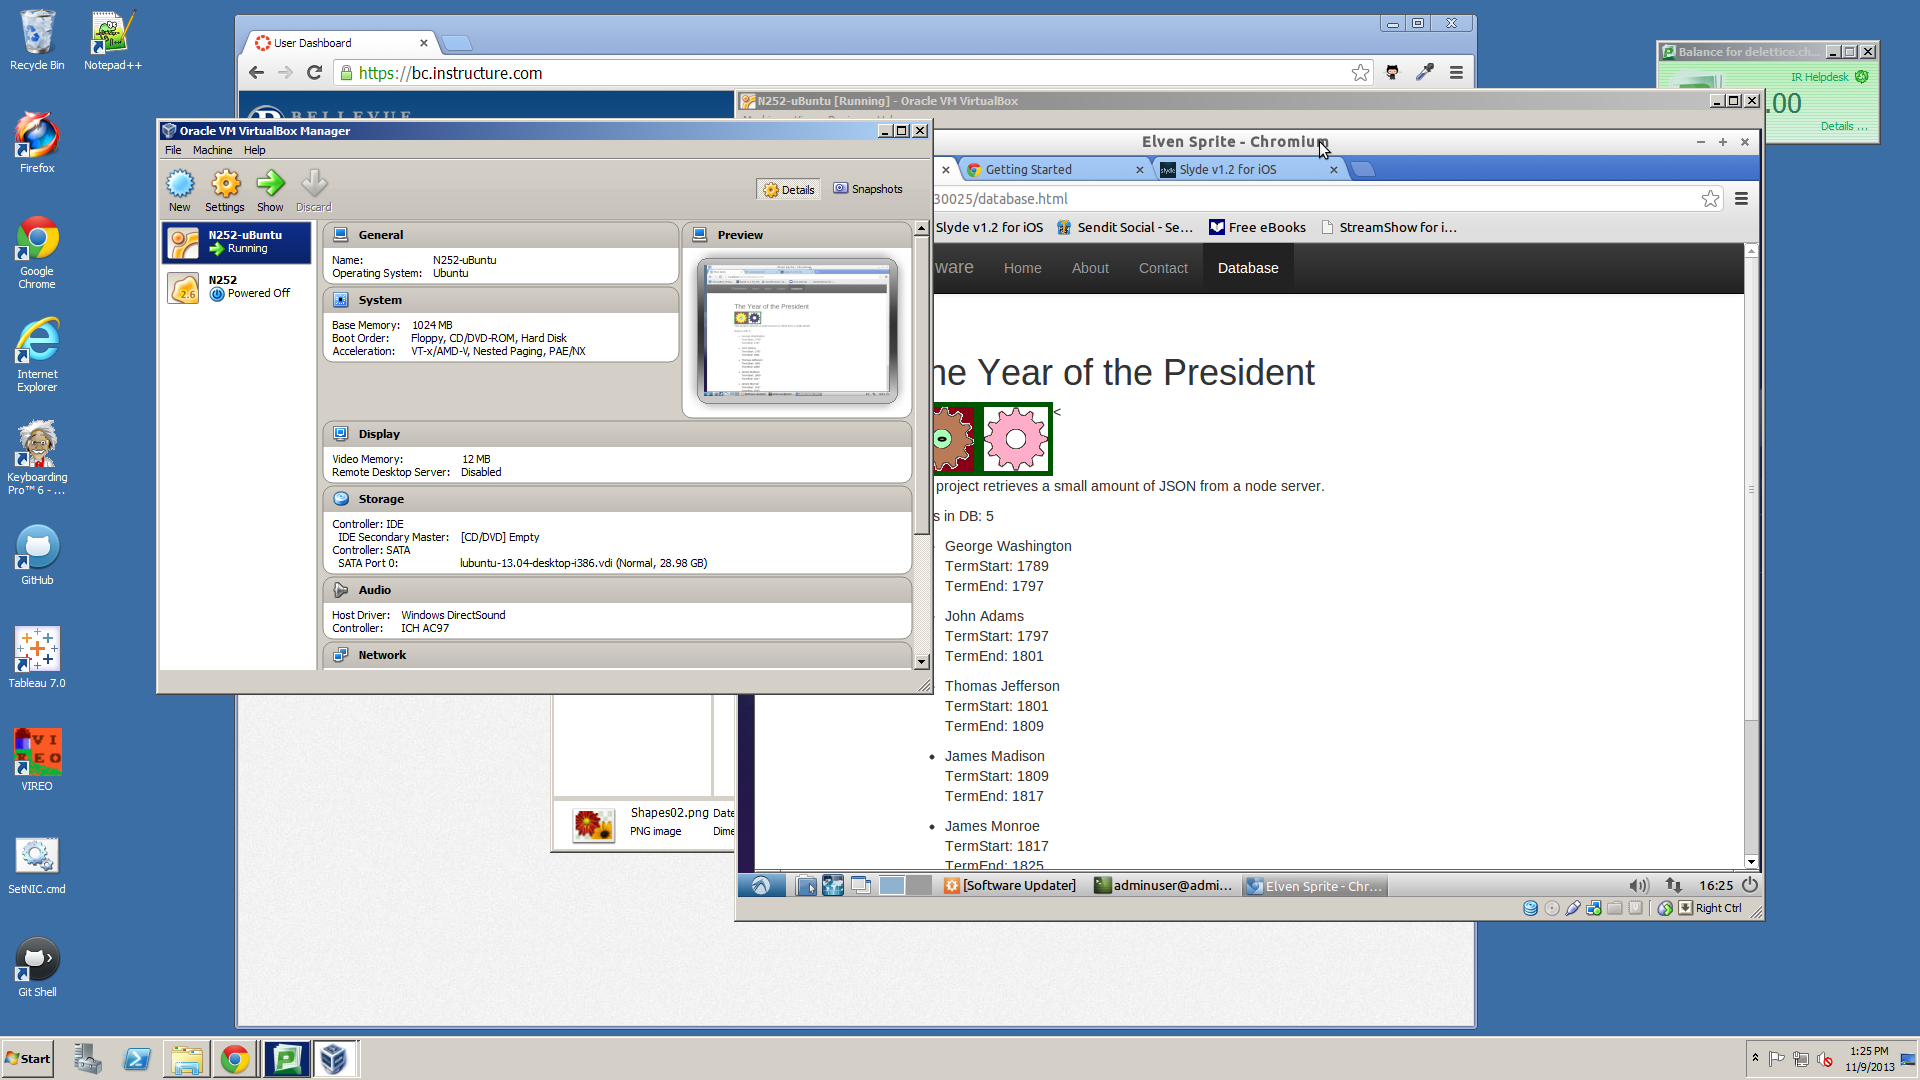 Recycle Bin
Notepad++
Firefox
Google
Chrome
Internet
Explorer
Keyboarding
Pro™ 6 - ...
GitHub
Tableau 7.0
VIREO
SetNIC.cmd
Git Shell
User Dashboard
https://bc.instructure.com
BELLEVUE
Balance for delettice.ch...
IR Helpdesk
.00
Details ...
Oracle VM VirtualBox Manager
File Machine Help
New Settings Show Discard
Details Snapshots
N252-uBuntu
Running
N252
Powered Off
General
Name: N252-uBuntu
Operating System: Ubuntu
System
Base Memory: 1024 MB
Boot Order: Floppy, CD/DVD-ROM, Hard Disk
Acceleration: VT-x/AMD-V, Nested Paging, PAE/NX
Preview
The Year of the President
Display
Video Memory: 12 MB
Remote Desktop Server: Disabled
Storage
Controller: IDE
IDE Secondary Master: [CD/DVD] Empty
Controller: SATA
SATA Port 0: lubuntu-13.04-desktop-i386.vdi (Normal, 28.98 GB)
Audio
Host Driver: Windows DirectSound
Controller: ICH AC97
Network
Shapes02.png Date
PNG image Dime
N252-uBuntu [Running] - Oracle VM VirtualBox
Elven Sprite - Chromium
Getting Started
Slyde v1.2 for iOS
30025/database.html
Slyde v1.2 for iOS Sendit Social - Se... Free eBooks StreamShow for i...
ware Home About Contact Database
he Year of the President
<
project retrieves a small amount of JSON from a node server.
s in DB: 5
George Washington
TermStart: 1789
TermEnd: 1797
John Adams
TermStart: 1797
TermEnd: 1801
Thomas Jefferson
TermStart: 1801
TermEnd: 1809
James Madison
TermStart: 1809
TermEnd: 1817
James Monroe
TermStart: 1817
TermEnd: 1825
[Software Updater] adminuser@admi... Elven Sprite - Chr... 16:25
Right Ctrl
Start
1:25 PM
11/9/2013